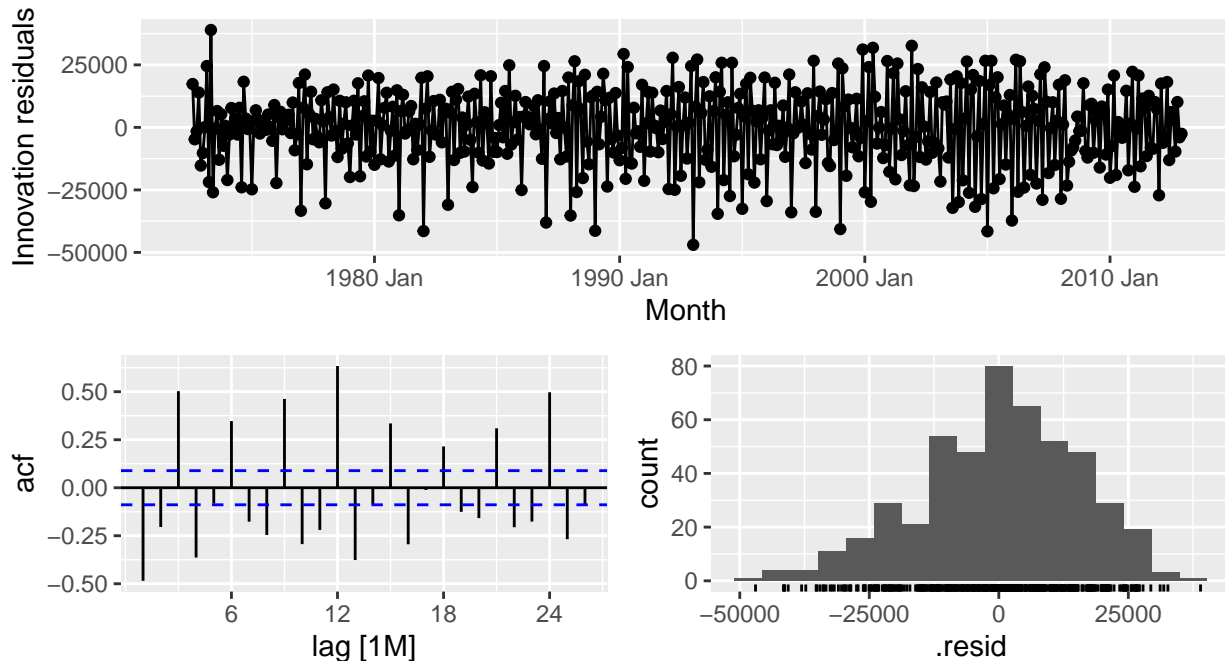 Innovation residuals
25000
0
−25000
−50000
1980 Jan
1990 Jan
2000 Jan
2010 Jan
Month
acf
0.50
0.25
0.00
−0.25
−0.50
6
12
18
24
lag [1M]
count
80
60
40
20
0
−50000
−25000
0
25000
.resid